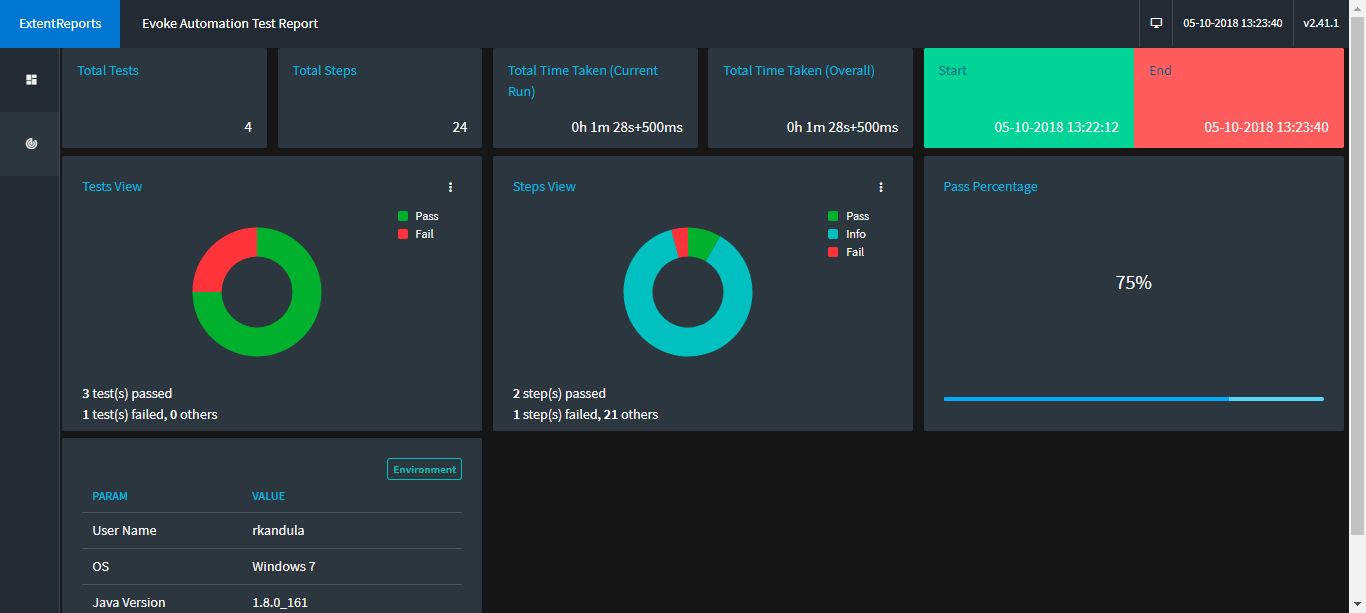 ExtentReports
Evoke Automation Test Report
05-10-2018 13:23:40
v2.41.1
Total Tests
4
Total Steps
24
Total Time Taken (Current
Run)
0h 1m 28s+500ms
Total Time Taken (Overall)
0h 1m 28s+500ms
Start
05-10-2018 13:22:12
End
05-10-2018 13:23:40
Tests View
Pass
Fail
3 test(s) passed
1 test(s) failed, 0 others
Steps View
Pass
Info
Fail
2 step(s) passed
1 step(s) failed, 21 others
Pass Percentage
75%
Environment
PARAM VALUE
User Name rkandula
OS Windows 7
Java Version 1.8.0_161